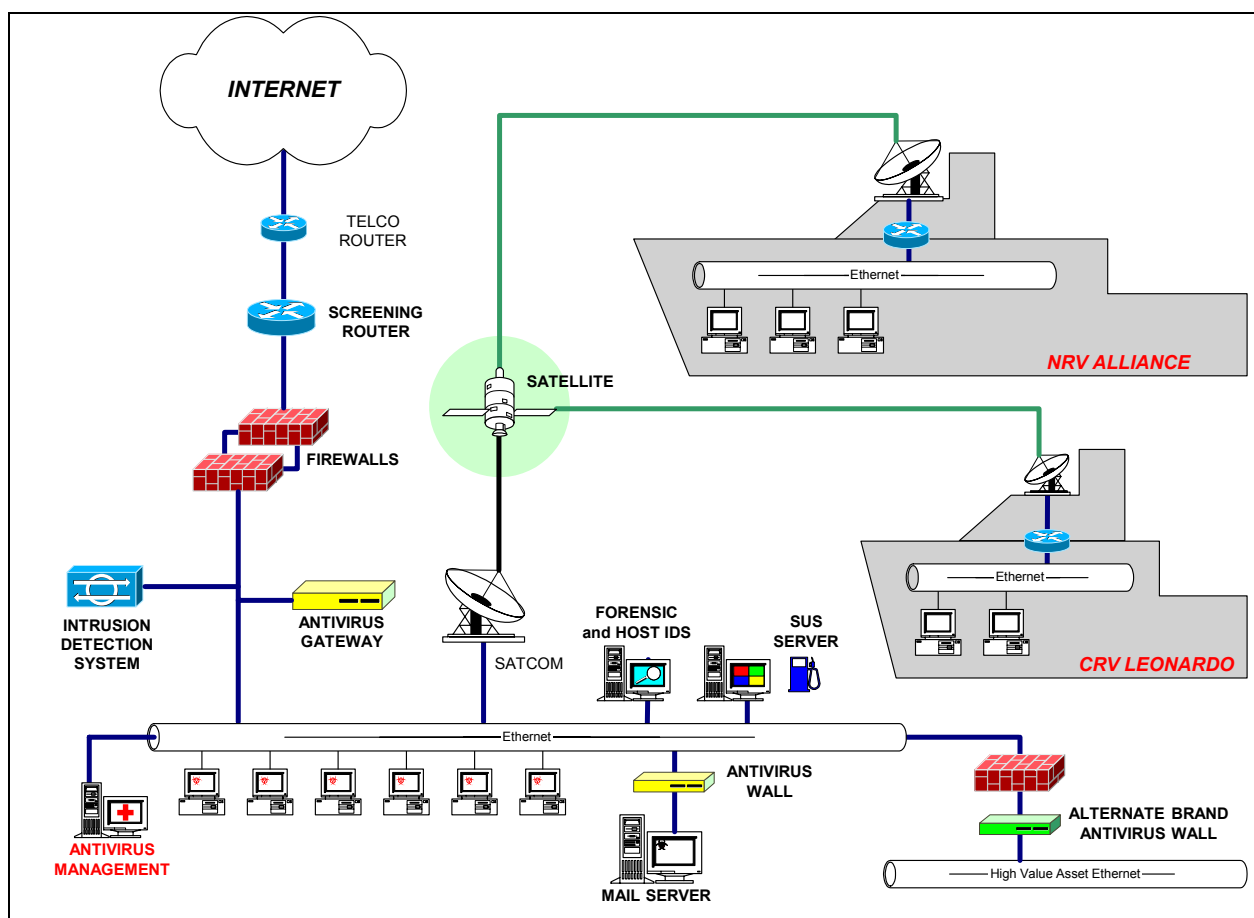 INTERNET
TELCO
ROUTER
SCREENING
ROUTER
FIREWALLS
INTRUSION
DETECTION
SYSTEM
ANTIVIRUS
GATEWAY
SATELLITE
SATCOM
Ethernet
NRV ALLIANCE
Ethernet
CRV LEONARDO
FORENSIC
and HOST IDS
SUS
SERVER
Ethernet
ANTIVIRUS
MANAGEMENT
ANTIVIRUS
WALL
MAIL SERVER
ALTERNATE BRAND
ANTIVIRUS WALL
High Value Asset Ethernet